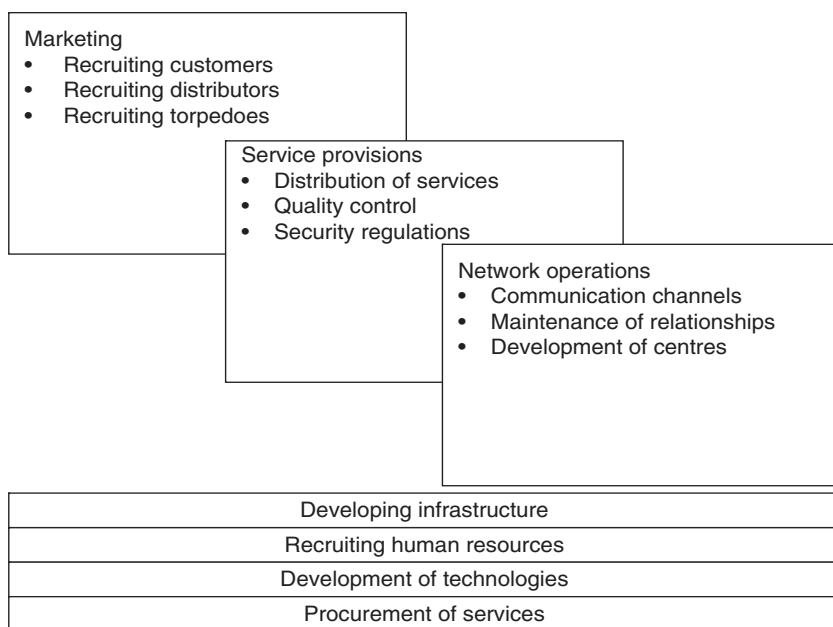 Marketing
• Recruiting customers
• Recruiting distributors
• Recruiting torpedoes
Service provisions
• Distribution of services
• Quality control
• Security regulations
Network operations
• Communication channels
• Maintenance of relationships
• Development of centres
Developing infrastructure
Recruiting human resources
Development of technologies
Procurement of services